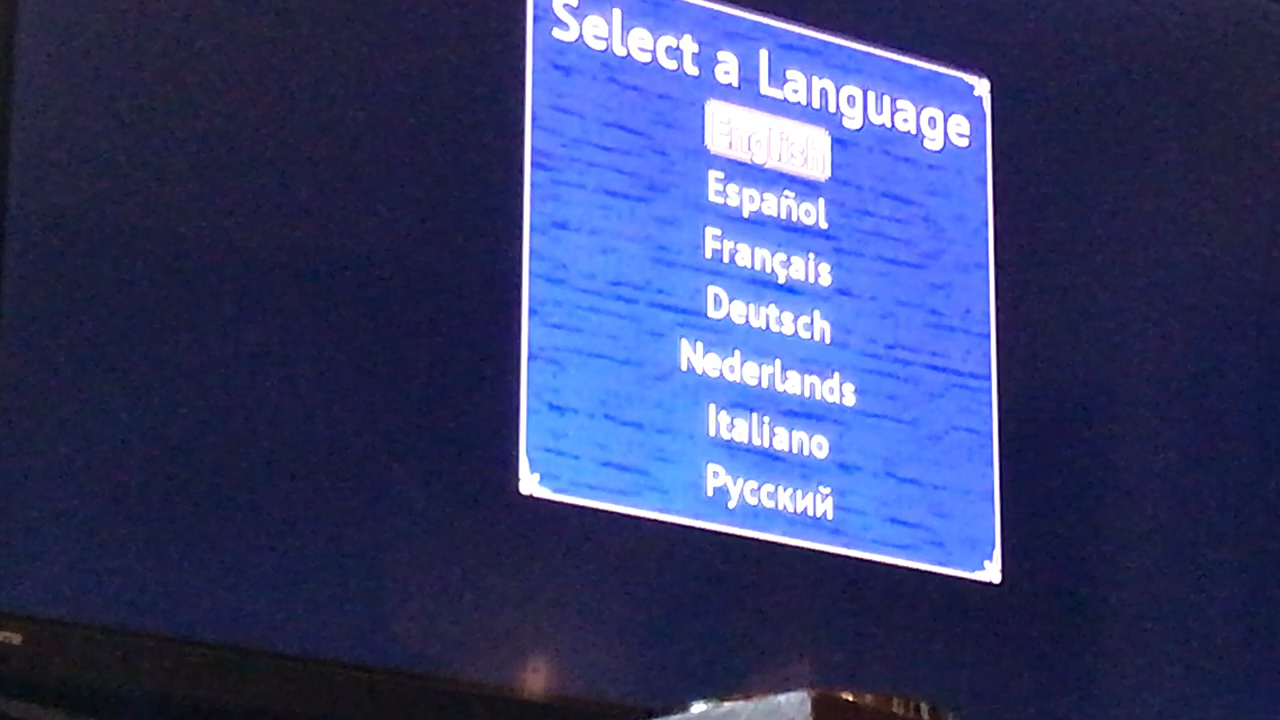 Select a Language
English
Español
Français
Deutsch
Nederlands
Italiano
Русский